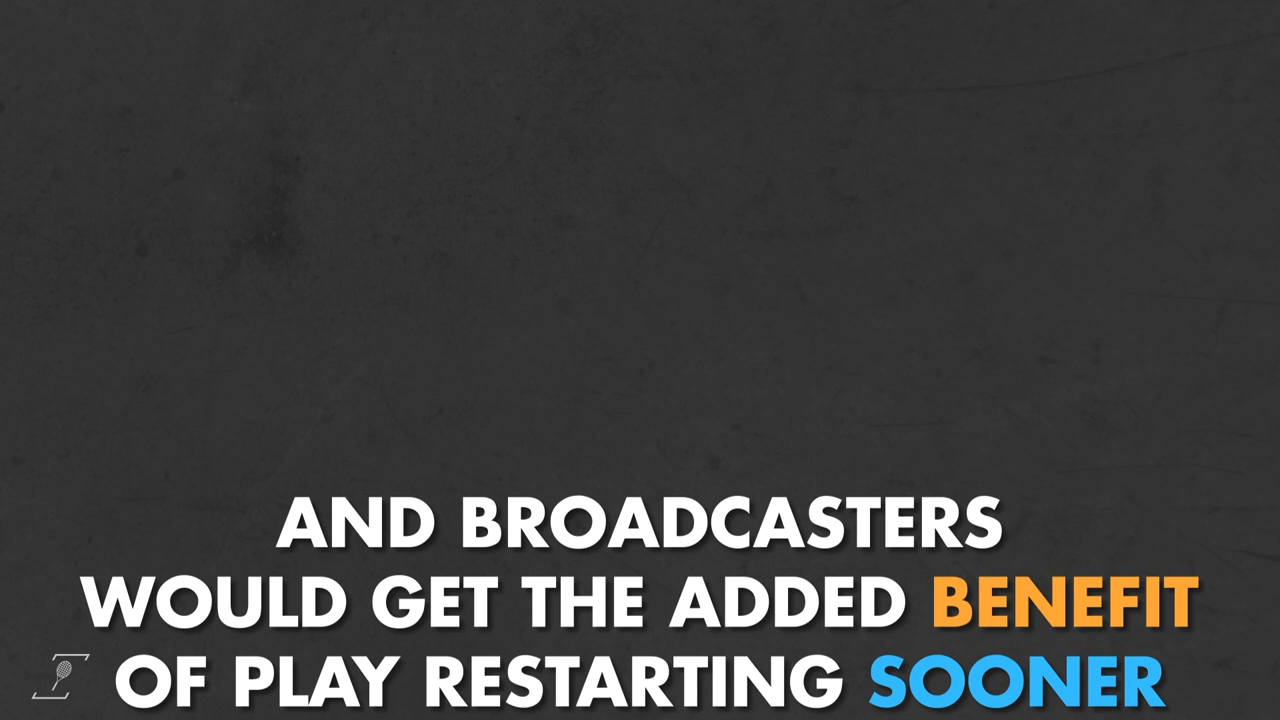 AND BROADCASTERS
WOULD GET THE ADDED BENEFIT
OF PLAY RESTARTING SOONER